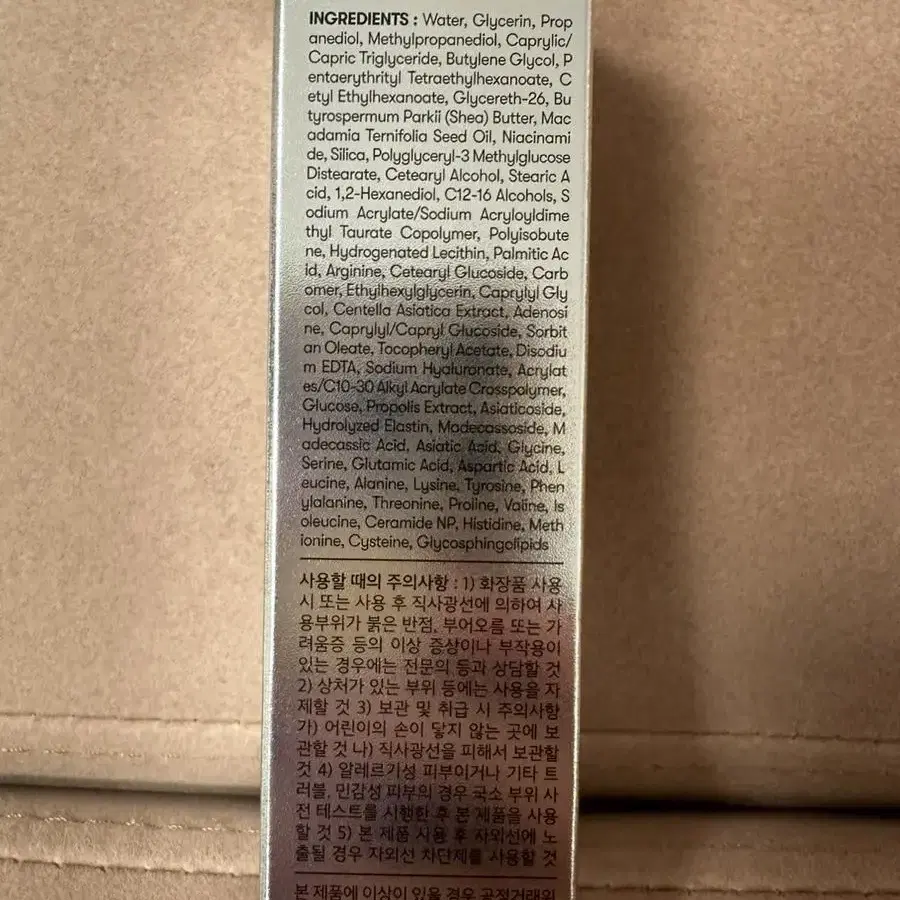 INGREDIENTS : Water, Glycerin, Prop
anediol, Methylpropanediol, Caprylic/
Capric Triglyceride, Butylene Glycol, P
entaerythrityl Tetraethylhexanoate, C
etyl Ethylhexanoate, Glycereth-26, Bu
tyrospermum Parkii (Shea) Butter, Mac
adamia Ternifolia Seed Oil, Niacinami
de, Silica, Polyglyceryl-3 Methylglucose
Distearate, Cetearyl Alcohol, Stearic A
cid, 1,2-Hexanediol, C12-16 Alcohols, S
odium Acrylate/Sodium Acryloyldime
thyl Taurate Copolymer, Polyisobute
ne, Hydrogenated Lecithin, Palmitic Ac
id, Arginine, Cetearyl Glucoside, Carb
omer, Ethylhexylglycerin, Caprylyl Gly
col, Centella Asiatica Extract, Adenosi
ne, Caprylyl/Capryl Glucoside, Sorbit
an Oleate, Tocopheryl Acetate, Disodiu
m EDTA, Sodium Hyaluronate, Acrylat
es/C10-30 Alkyl Acrylate Crosspolymer,
Glucose, Propolis Extract, Asiaticoside,
Hydrolyzed Elastin, Madecassoside, M
adecassic Acid, Asiatic Acid, Glycine,
Serine, Glutamic Acid, Aspartic Acid, L
eucine, Alanine, Lysine, Tyrosine, Phen
ylalanine, Threonine, Proline, Valine, Is
oleucine, Ceramide NP, Histidine, Meth
ionine, Cysteine, Glycosphingolipids
사용할 때의 주의사항 : 1) 화장품 사용
시 또는 사용 후 직사광선에 의하여 사
용부위가 붉은 반점, 부어오름 또는 가
려움증 등의 이상 증상이나 부작용이
있는 경우에는 전문의 등과 상담할 것
2) 상처가 있는 부위 등에는 사용을 자
제할 것 3) 보관 및 취급 시 주의사항
가) 어린이의 손이 닿지 않는 곳에 보
관할 것 나) 직사광선을 피해서 보관할
것 4) 알레르기성 피부이거나 기타 트
러블, 민감성 피부의 경우 국소 부위 사
전 테스트를 시행한 후 본 제품을 사용
할 것 5) 본 제품 사용 후 자외선에 노
출될 경우 자외선 차단제를 사용할 것
본 제품에 이상이 있을 경우 공정거래위